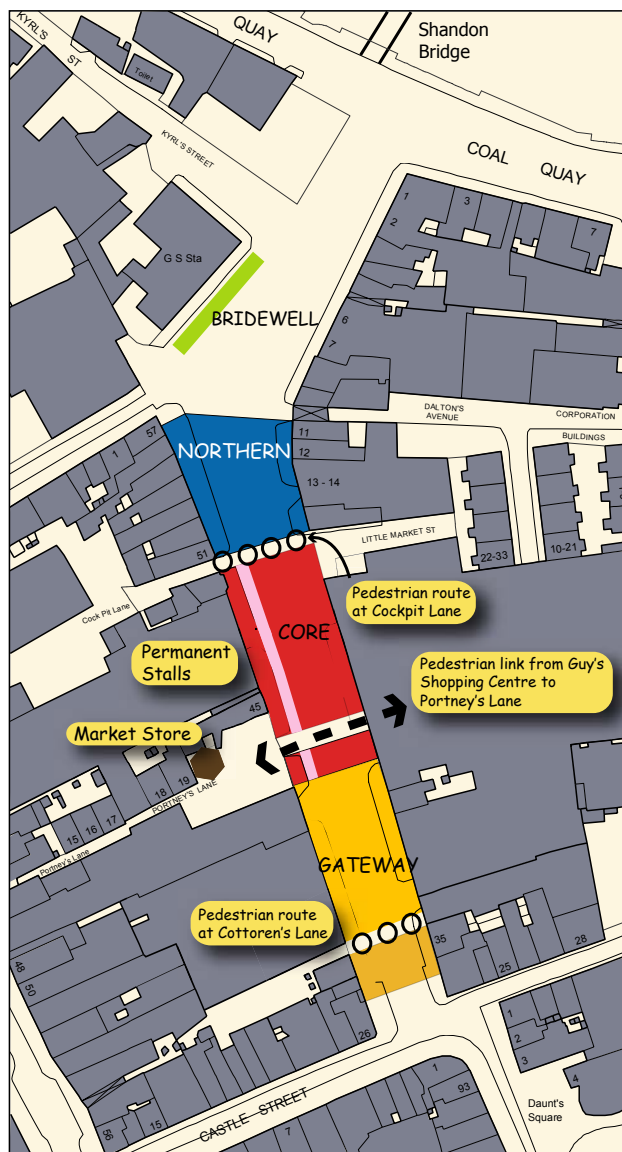 KYRL'S ST
QUAY
Shandon
Bridge
Toilet
KYRL'S STREET
COAL QUAY
1
3
2
7
G S Sta
BRIDEWELL
6
7
DALTON'S
AVENUE
CORPORATION
BUILDINGS
57
1
NORTHERN
11
12
13 - 14
LITTLE MARKET ST
51
22-33
10-21
Cock Pit Lane
Pedestrian route
at Cockpit Lane
CORE
Permanent
Stalls
Pedestrian link from Guy's
Shopping Centre to
Portney's Lane
45
Market Store
19
18
PORTNEY'S LANE
17
16
15
Portney's Lane
GATEWAY
Pedestrian route
at Cottoren's Lane
35
28
25
48
50
26
1
2
3
4
1
93
CASTLE STREET
7
15
56
Daunt's
Square